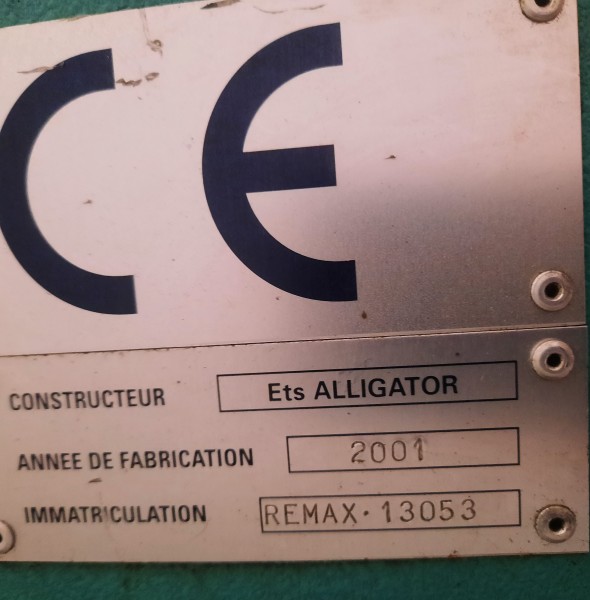 CE
CONSTRUCTEUR Ets ALLIGATOR
ANNEE DE FABRICATION 2001
IMMATRICULATION REMAX·13053